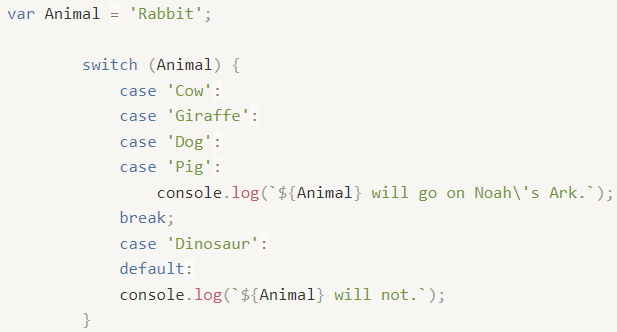 var Animal = 'Rabbit';
switch (Animal) {
case 'Cow':
case 'Giraffe':
case 'Dog':
case 'Pig':
console.log(`${Animal} will go on Noah\'s Ark.`);
break;
case 'Dinosaur':
default:
console.log(`${Animal} will not.`);
}